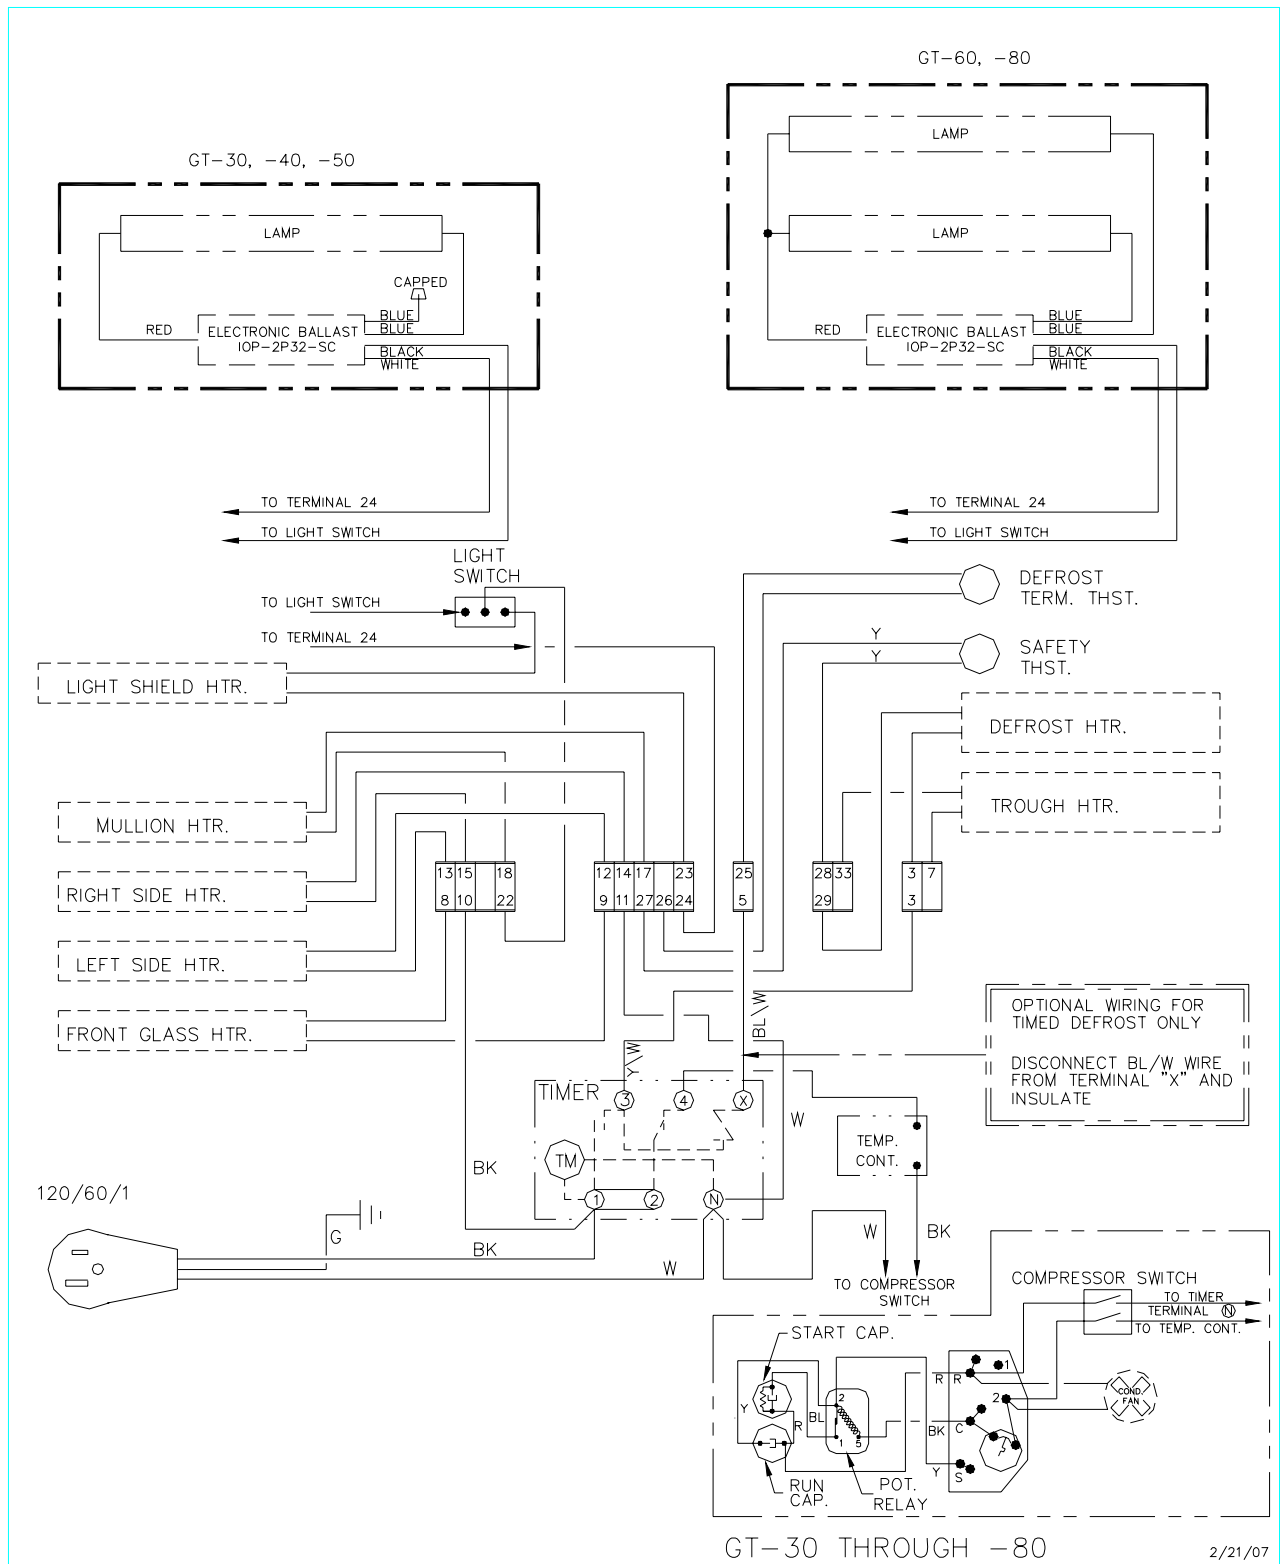 GT-60, -80
LAMP
GT-30, -40, -50
LAMP
LAMP
CAPPED
RED
ELECTRONIC BALLAST
IOP-2P32-SC
BLUE
BLUE
BLACK
WHITE
RED
ELECTRONIC BALLAST
IOP-2P32-SC
BLUE
BLUE
BLACK
WHITE
TO TERMINAL 24
TO LIGHT SWITCH
TO TERMINAL 24
TO LIGHT SWITCH
LIGHT
SWITCH
TO LIGHT SWITCH
TO TERMINAL 24
DEFROST
TERM. THST.
Y
Y
SAFETY
THST.
LIGHT SHIELD HTR.
DEFROST HTR.
TROUGH HTR.
MULLION HTR.
RIGHT SIDE HTR.
LEFT SIDE HTR.
FRONT GLASS HTR.
13 15 18
8 10 22
12 14 17 23
9 11 27 26 24
25
5
28 33
29
3 7
3
OPTIONAL WIRING FOR
TIMED DEFROST ONLY
DISCONNECT BL/W WIRE
FROM TERMINAL "X" AND
INSULATE
BL\W
Y/W
TIMER
3 4 X
W
TEMP.
CONT.
TM
BK
1 2 N
120/60/1
G
BK
W
W
BK
TO COMPRESSOR
SWITCH
COMPRESSOR SWITCH
TO TIMER
TERMINAL N
TO TEMP. CONT.
START CAP.
R R 1
2
COND.
FAN
Y
R
BL
2
1 5
BK C
Y S
RUN
CAP.
POT.
RELAY
GT-30 THROUGH -80
2/21/07